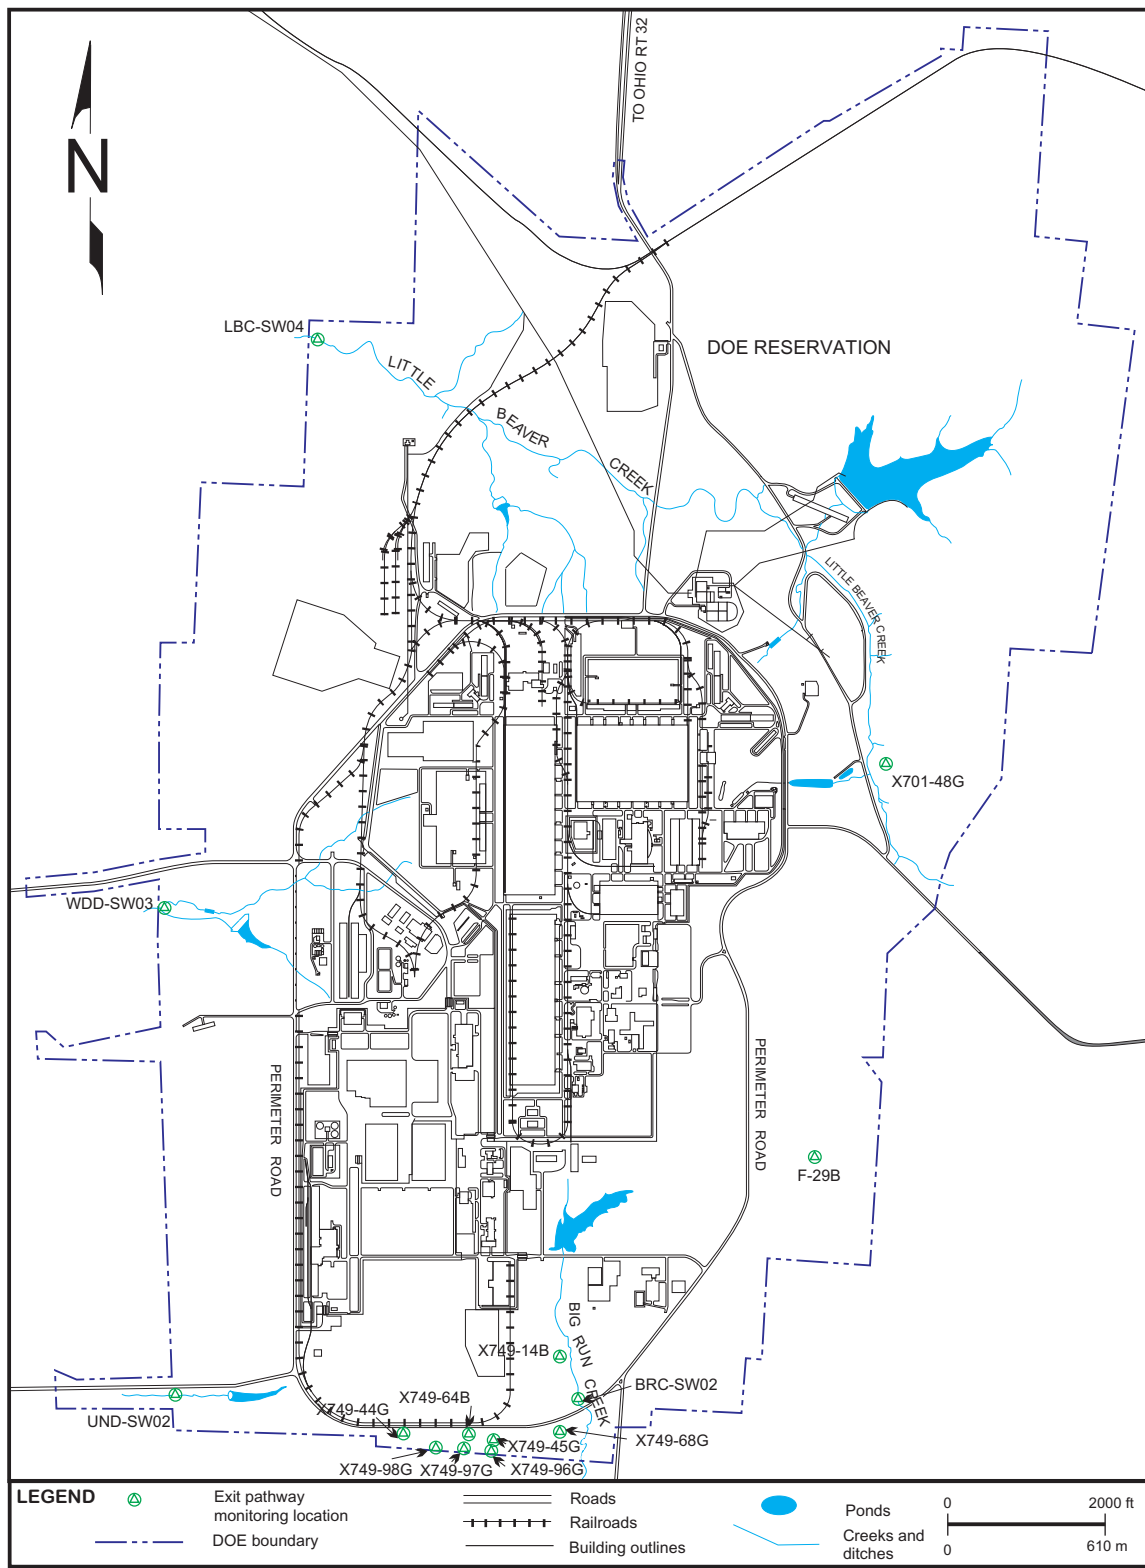 TO OHIO RT 32
N
LBC-SW04
DOE RESERVATION
LITTLE
BEAVER
CREEK
LITTLE BEAVER CREEK
X701-48G
WDD-SW03
PERIMETER ROAD
PERIMETER ROAD
F-29B
BIG RUN CREEK
X749-14B
BRC-SW02
X749-64B
X749-44G
UND-SW02
X749-45G
X749-68G
X749-98G
X749-97G
X749-96G
LEGEND
Exit pathway
monitoring location
DOE boundary
Roads
Railroads
Building outlines
Ponds
Creeks and
ditches
0 2000 ft
0 610 m